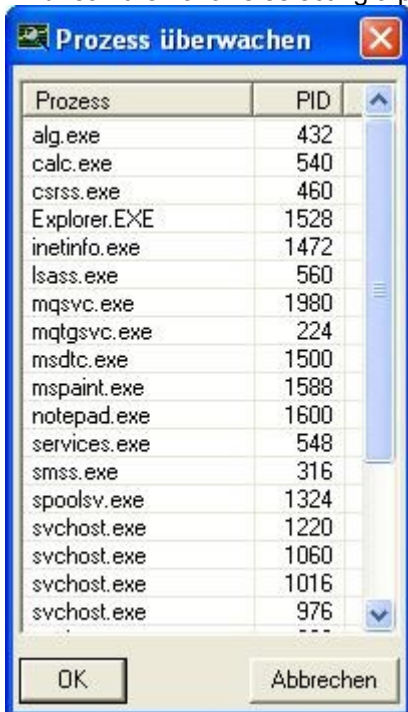 Prozess überwachen
Prozess PID
alg.exe 432
calc.exe 540
csrss.exe 460
Explorer.EXE 1528
inetinfo.exe 1472
lsass.exe 560
mqsvc.exe 1980
mqtgsvc.exe 224
msdtc.exe 1500
mspaint.exe 1588
notepad.exe 1600
services.exe 548
smss.exe 316
spoolsv.exe 1324
svchost.exe 1220
svchost.exe 1060
svchost.exe 1016
svchost.exe 976
OK Abbrechen